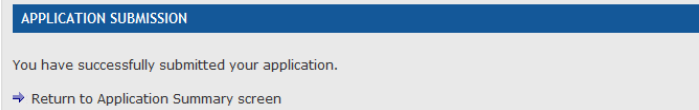 APPLICATION SUBMISSION
You have successfully submitted your application.
Return to Application Summary screen